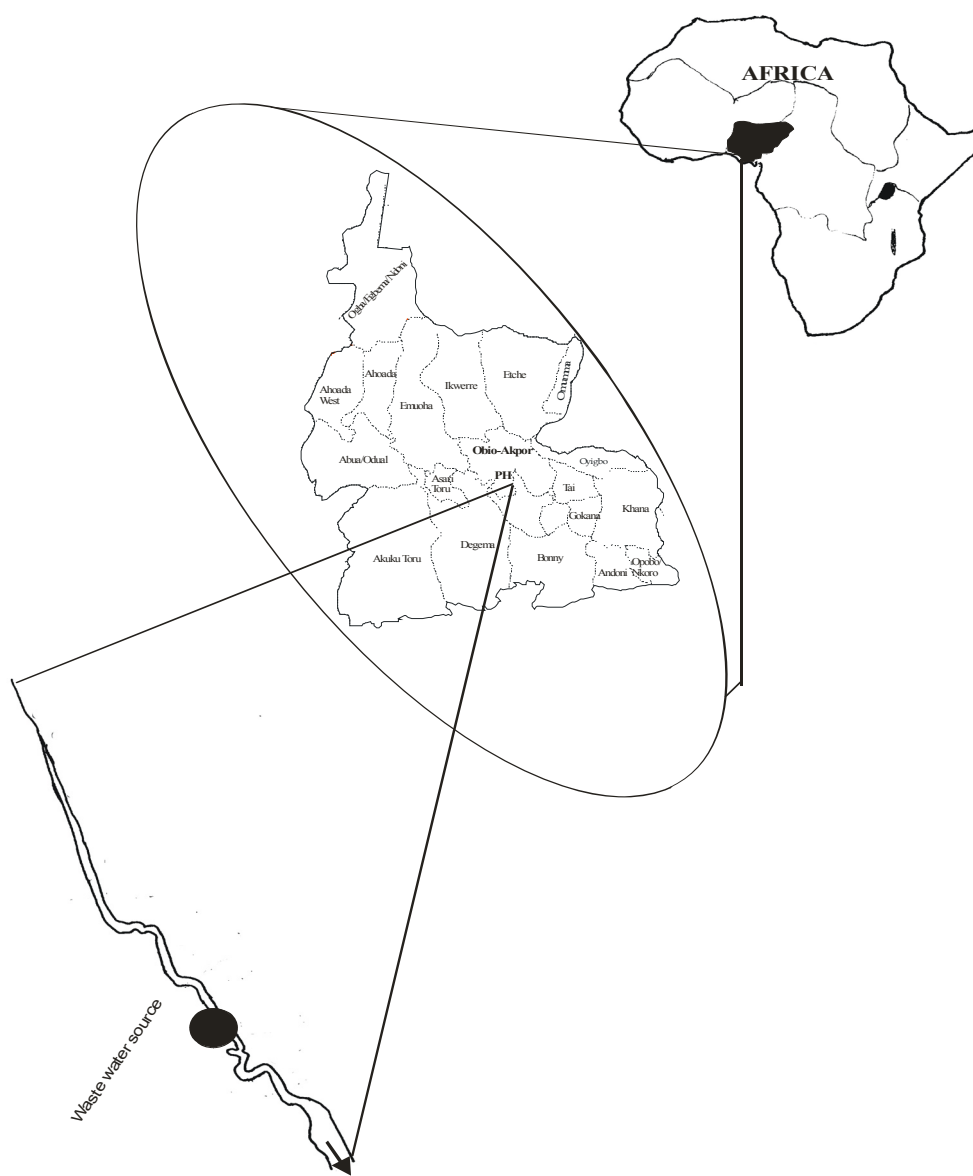 AFRICA
Ogba/Egbema/Ndoni
Ahoada
Ahoada
West
Emuoha
Ikwerre
Etche
Omumma
Obio-Akpor
Abua/Odual
Oyigbo
Asari
Toru
PH
Tai
Khana
Gokana
Degema
Akuku Toru
Bonny
Andoni
Opobo/
Nkoro
Waste water source